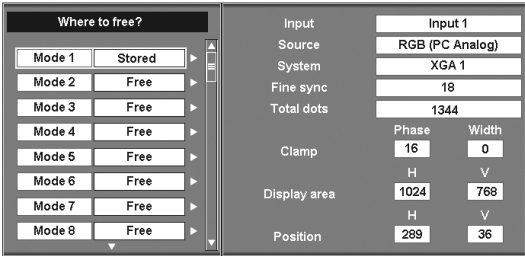 Where to free?
Mode 1 Stored
Mode 2 Free
Mode 3 Free
Mode 4 Free
Mode 5 Free
Mode 6 Free
Mode 7 Free
Mode 8 Free
Input Input 1
Source RGB (PC Analog)
System XGA 1
Fine sync 18
Total dots 1344
Phase Width
Clamp 16 0
H V
Display area 1024 768
H V
Position 289 36